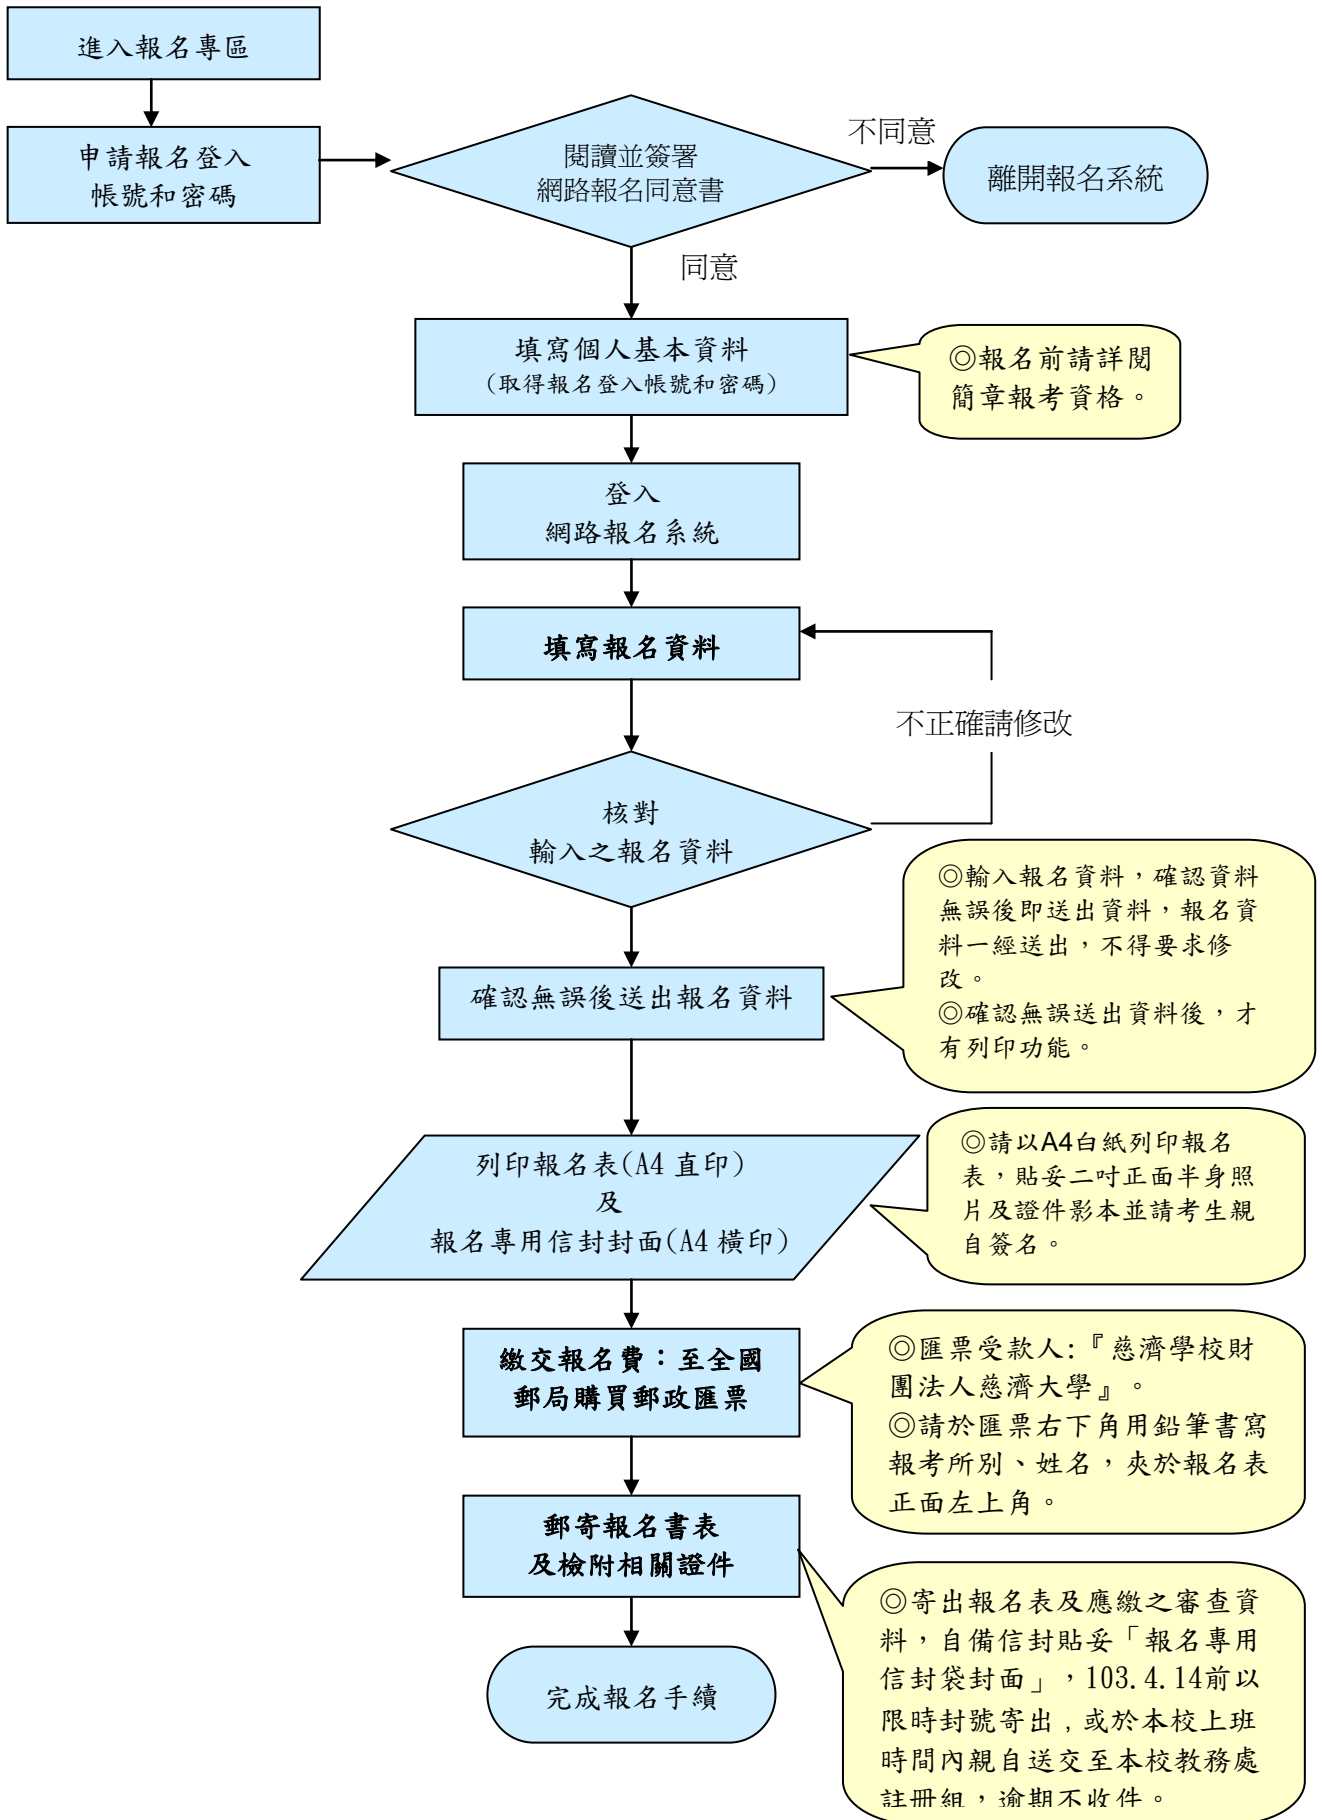 進入報名專區
申請報名登入
帳號和密碼
閱讀並簽署
網路報名同意書
不同意
離開報名系統
同意
填寫個人基本資料
(取得報名登入帳號和密碼)
◎報名前請詳閱
簡章報考資格。
登入
網路報名系統
填寫報名資料
不正確請修改
核對
輸入之報名資料
◎輸入報名資料,確認資料
無誤後即送出資料,報名資
料一經送出,不得要求修
改。
◎確認無誤送出資料後,才
有列印功能。
確認無誤後送出報名資料
列印報名表(A4 直印)
及
報名專用信封封面(A4 橫印)
◎請以A4白紙列印報名
表,貼妥二吋正面半身照
片及證件影本並請考生親
自簽名。
繳交報名費：至全國
郵局購買郵政匯票
◎匯票受款人:『慈濟學校財
團法人慈濟大學』。
◎請於匯票右下角用鉛筆書寫
報考所別、姓名,夾於報名表
正面左上角。
郵寄報名書表
及檢附相關證件
◎寄出報名表及應繳之審查資
料,自備信封貼妥「報名專用
信封袋封面」,103.4.14前以
限時封號寄出,或於本校上班
時間內親自送交至本校教務處
註冊組,逾期不收件。
完成報名手續